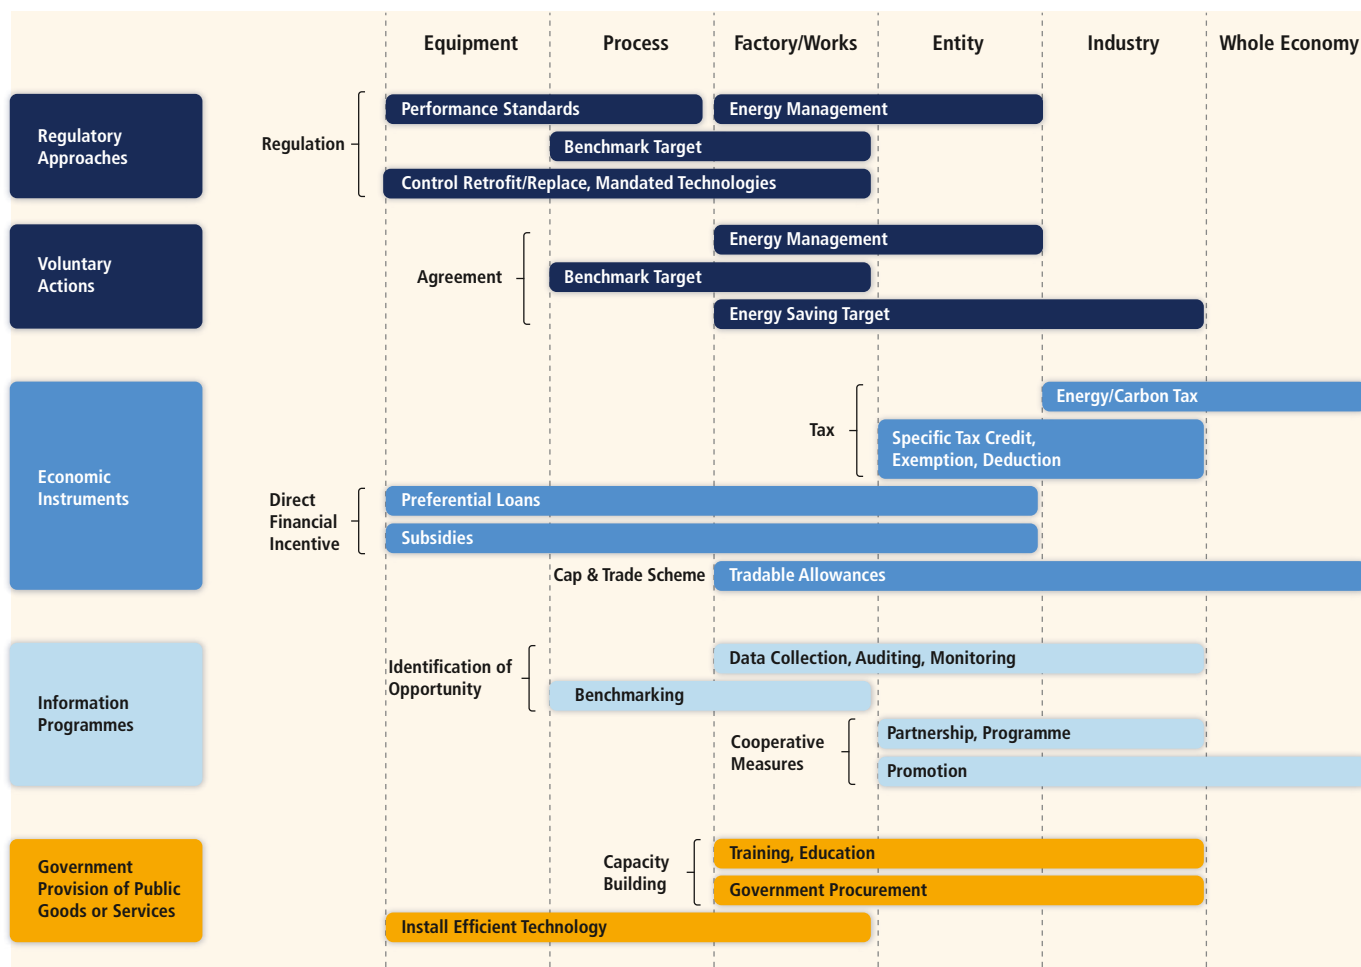 Equipment Process Factory/Works Entity Industry Whole Economy
Regulatory
Approaches
Regulation
Performance Standards
Energy Management
Benchmark Target
Control Retrofit/Replace, Mandated Technologies
Voluntary
Actions
Agreement
Energy Management
Benchmark Target
Energy Saving Target
Economic
Instruments
Tax
Energy/Carbon Tax
Specific Tax Credit,
Exemption, Deduction
Direct
Financial
Incentive
Preferential Loans
Subsidies
Cap & Trade Scheme
Tradable Allowances
Information
Programmes
Identification of
Opportunity
Data Collection, Auditing, Monitoring
Benchmarking
Cooperative
Measures
Partnership, Programme
Promotion
Government
Provision of Public
Goods or Services
Capacity
Building
Training, Education
Government Procurement
Install Efficient Technology